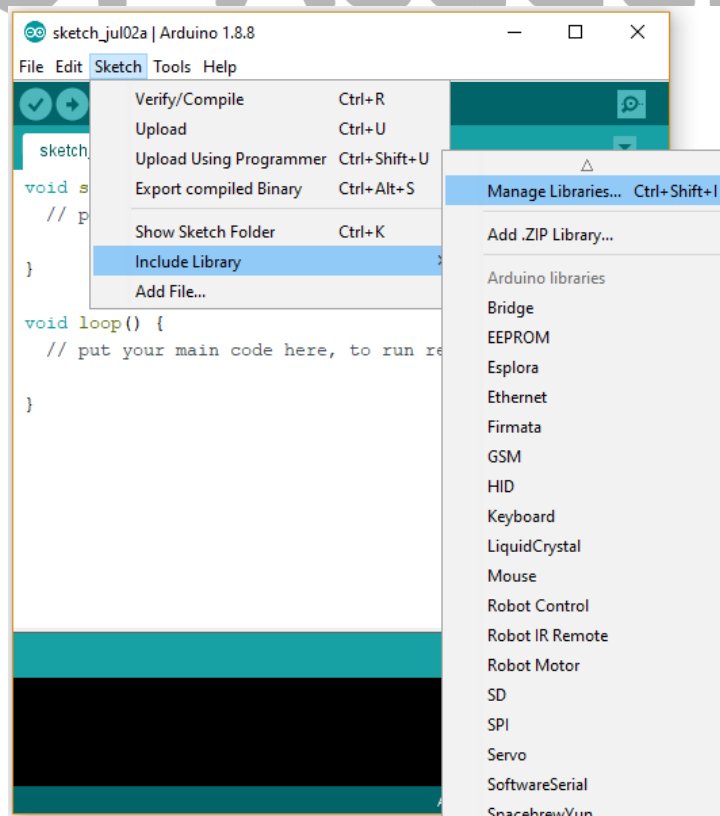 sketch_jul02a | Arduino 1.8.8
File Edit Sketch Tools Help
Verify/Compile Ctrl+R
Upload Ctrl+U
Upload Using Programmer Ctrl+Shift+U
Export compiled Binary Ctrl+Alt+S
Show Sketch Folder Ctrl+K
Include Library
Add File...
Manage Libraries... Ctrl+Shift+I
Add .ZIP Library...
Arduino libraries
Bridge
EEPROM
Esplora
Ethernet
Firmata
GSM
HID
Keyboard
LiquidCrystal
Mouse
Robot Control
Robot IR Remote
Robot Motor
SD
SPI
Servo
SoftwareSerial
SpacebrewYun
sketch
void s
// p
}
void loop() {
// put your main code here, to run re
}